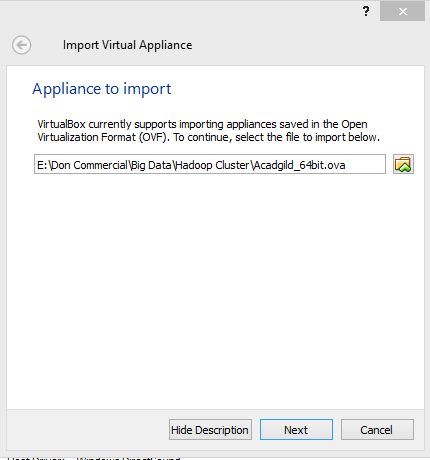 ?
Import Virtual Appliance
Appliance to import
VirtualBox currently supports importing appliances saved in the Open
Virtualization Format (OVF). To continue, select the file to import below.
E:\Don Commercial\Big Data\Hadoop Cluster\Acadgild_64bit.ova
Hide Description
Next
Cancel